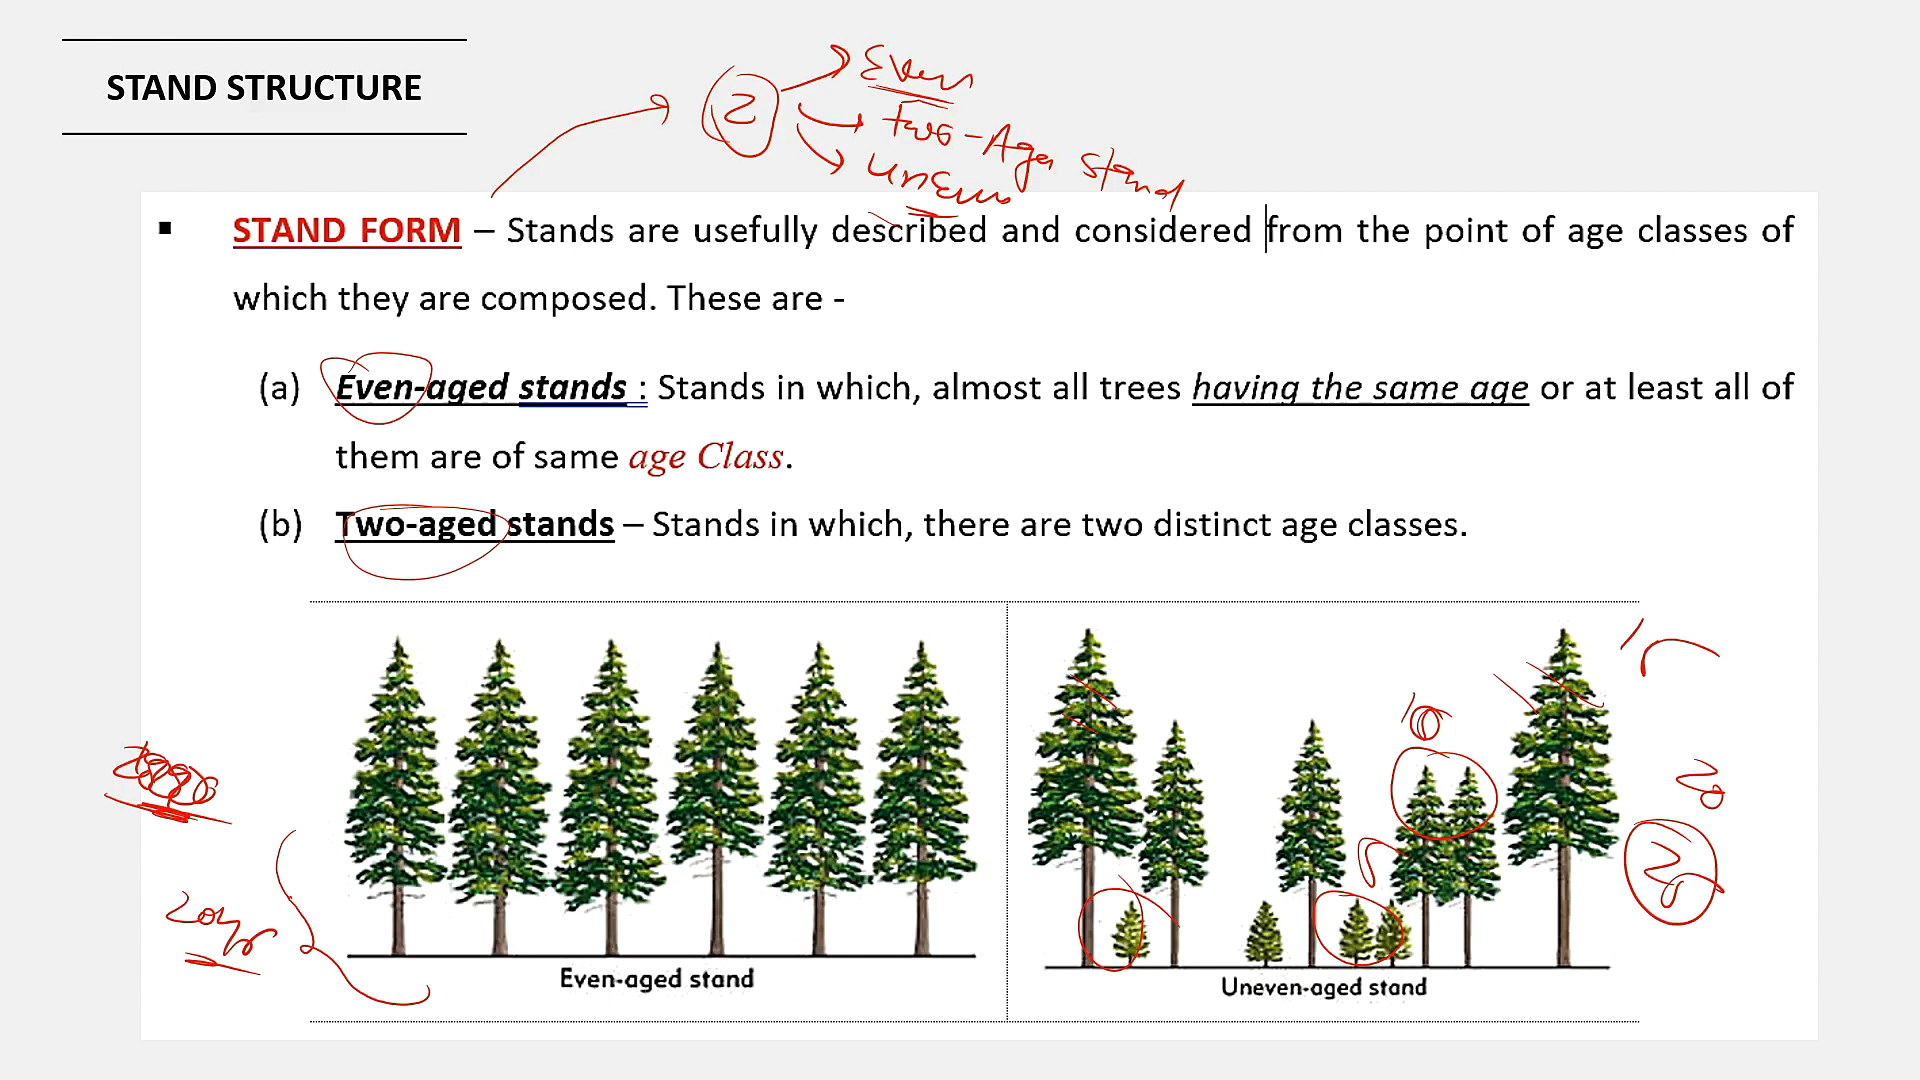 STAND STRUCTURE
2
Even
two-Age stand
unEven
▪ STAND FORM – Stands are usefully described and considered from the point of age classes of
which they are composed. These are -
(a) Even-aged stands : Stands in which, almost all trees having the same age or at least all of
them are of same age Class.
(b) Two-aged stands – Stands in which, there are two distinct age classes.
10
20
20yr
Even-aged stand
Uneven-aged stand